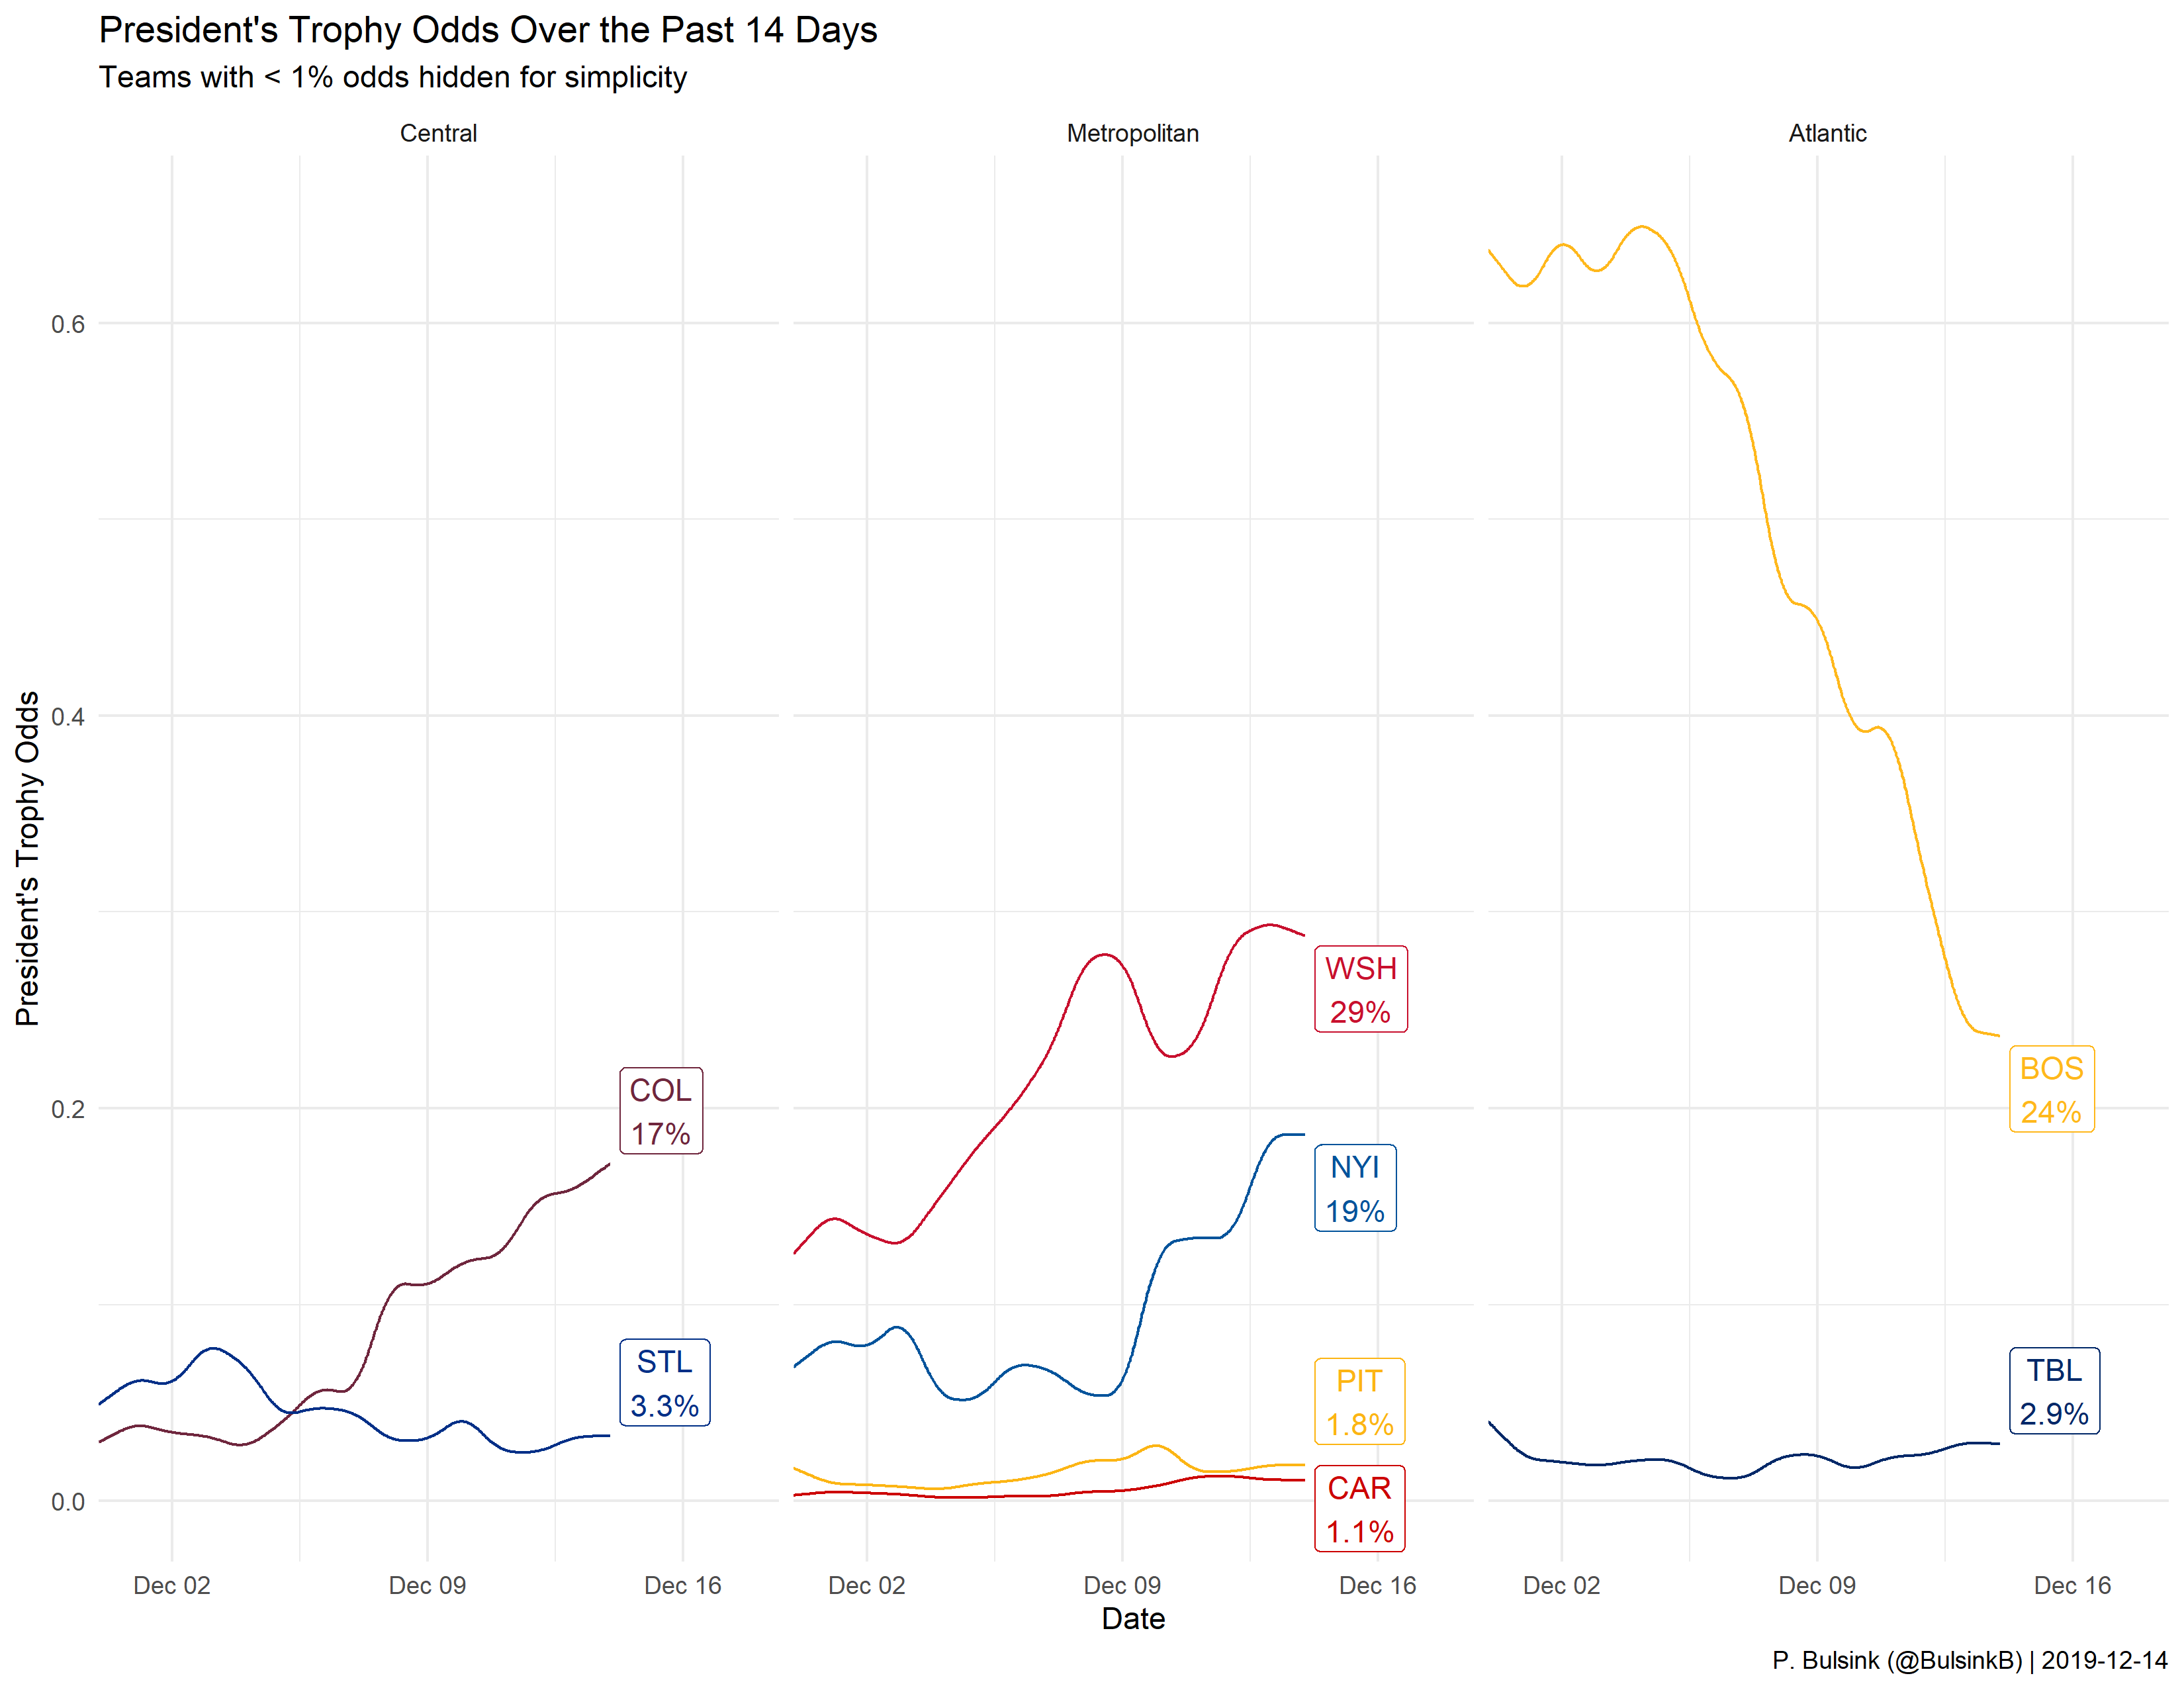 President's Trophy Odds Over the Past 14 Days
Teams with < 1% odds hidden for simplicity
Central
Metropolitan
Atlantic
President's Trophy Odds
0.6
0.4
0.2
0.0
COL
17%
STL
3.3%
WSH
29%
NYI
19%
PIT
1.8%
CAR
1.1%
BOS
24%
TBL
2.9%
Dec 02
Dec 09
Dec 16
Dec 02
Dec 09
Dec 16
Dec 02
Dec 09
Dec 16
Date
P. Bulsink (@BulsinkB) | 2019-12-14